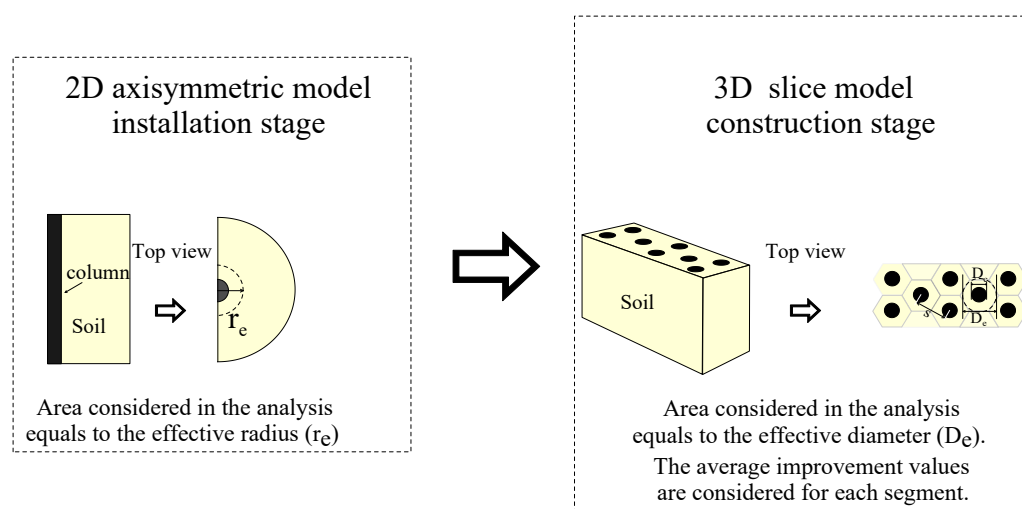 2D axisymmetric model
installation stage
Top view
column
Soil
re
Area considered in the analysis
equals to the effective radius (re)
3D slice model
construction stage
Top view
Soil
D
s
De
Area considered in the analysis
equals to the effective diameter (De).
The average improvement values
are considered for each segment.